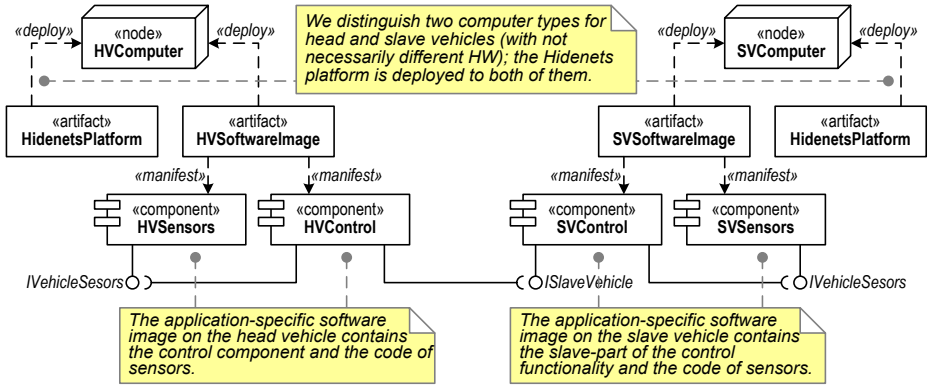 «deploy»
«node»
HVComputer
«deploy»
We distinguish two computer types for
head and slave vehicles (with not
necessarily different HW); the Hidenets
platform is deployed to both of them.
«deploy»
«node»
SVComputer
«deploy»
«artifact»
HidenetsPlatform
«artifact»
HVSoftwareImage
«artifact»
SVSoftwareImage
«artifact»
HidenetsPlatform
«manifest»
«manifest»
«manifest»
«manifest»
«component»
HVSensors
«component»
HVControl
«component»
SVControl
«component»
SVSensors
IVehicleSesors
ISlaveVehicle
IVehicleSesors
The application-specific software
image on the head vehicle contains
the control component and the code of
sensors.
The application-specific software
image on the slave vehicle contains
the slave-part of the control
functionality and the code of sensors.